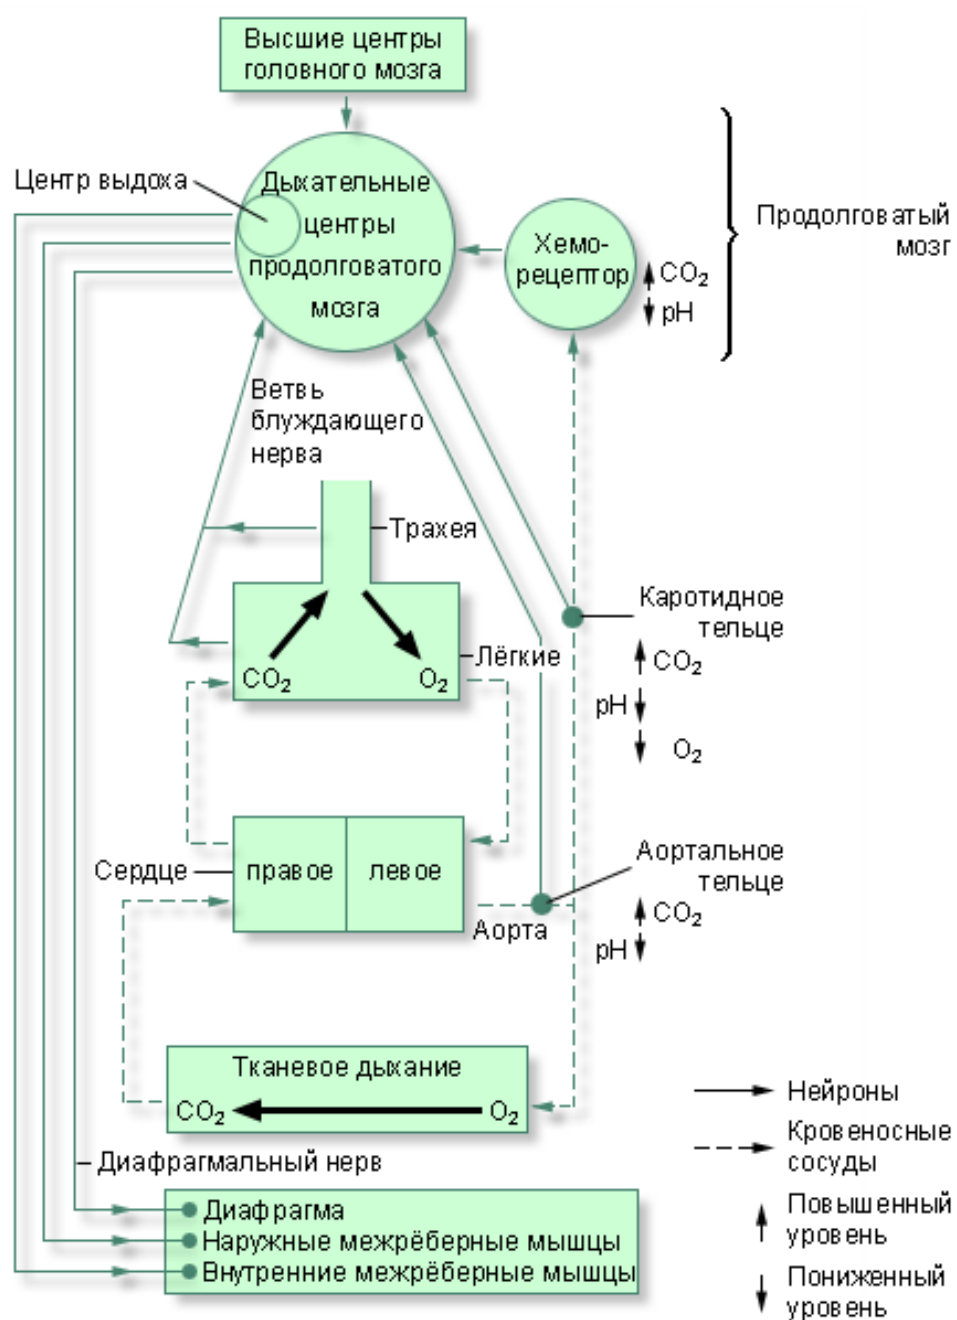 Высшие центры
головного мозга
Центр выдоха
Дыхательные
центры
продолговатого
мозга
Хемо-
рецептор
CO₂
pH
Продолговатый
мозг
Ветвь
блуждающего
нерва
Трахея
Каротидное
тельце
CO₂
pH
O₂
Лёгкие
CO₂
O₂
Сердце
правое
левое
Аортальное
тельце
CO₂
pH
Аорта
Тканевое дыхание
CO₂
O₂
Диафрагмальный нерв
Диафрагма
Наружные межрёберные мышцы
Внутренние межрёберные мышцы
Нейроны
Кровеносные
сосуды
Повышенный
уровень
Пониженный
уровень